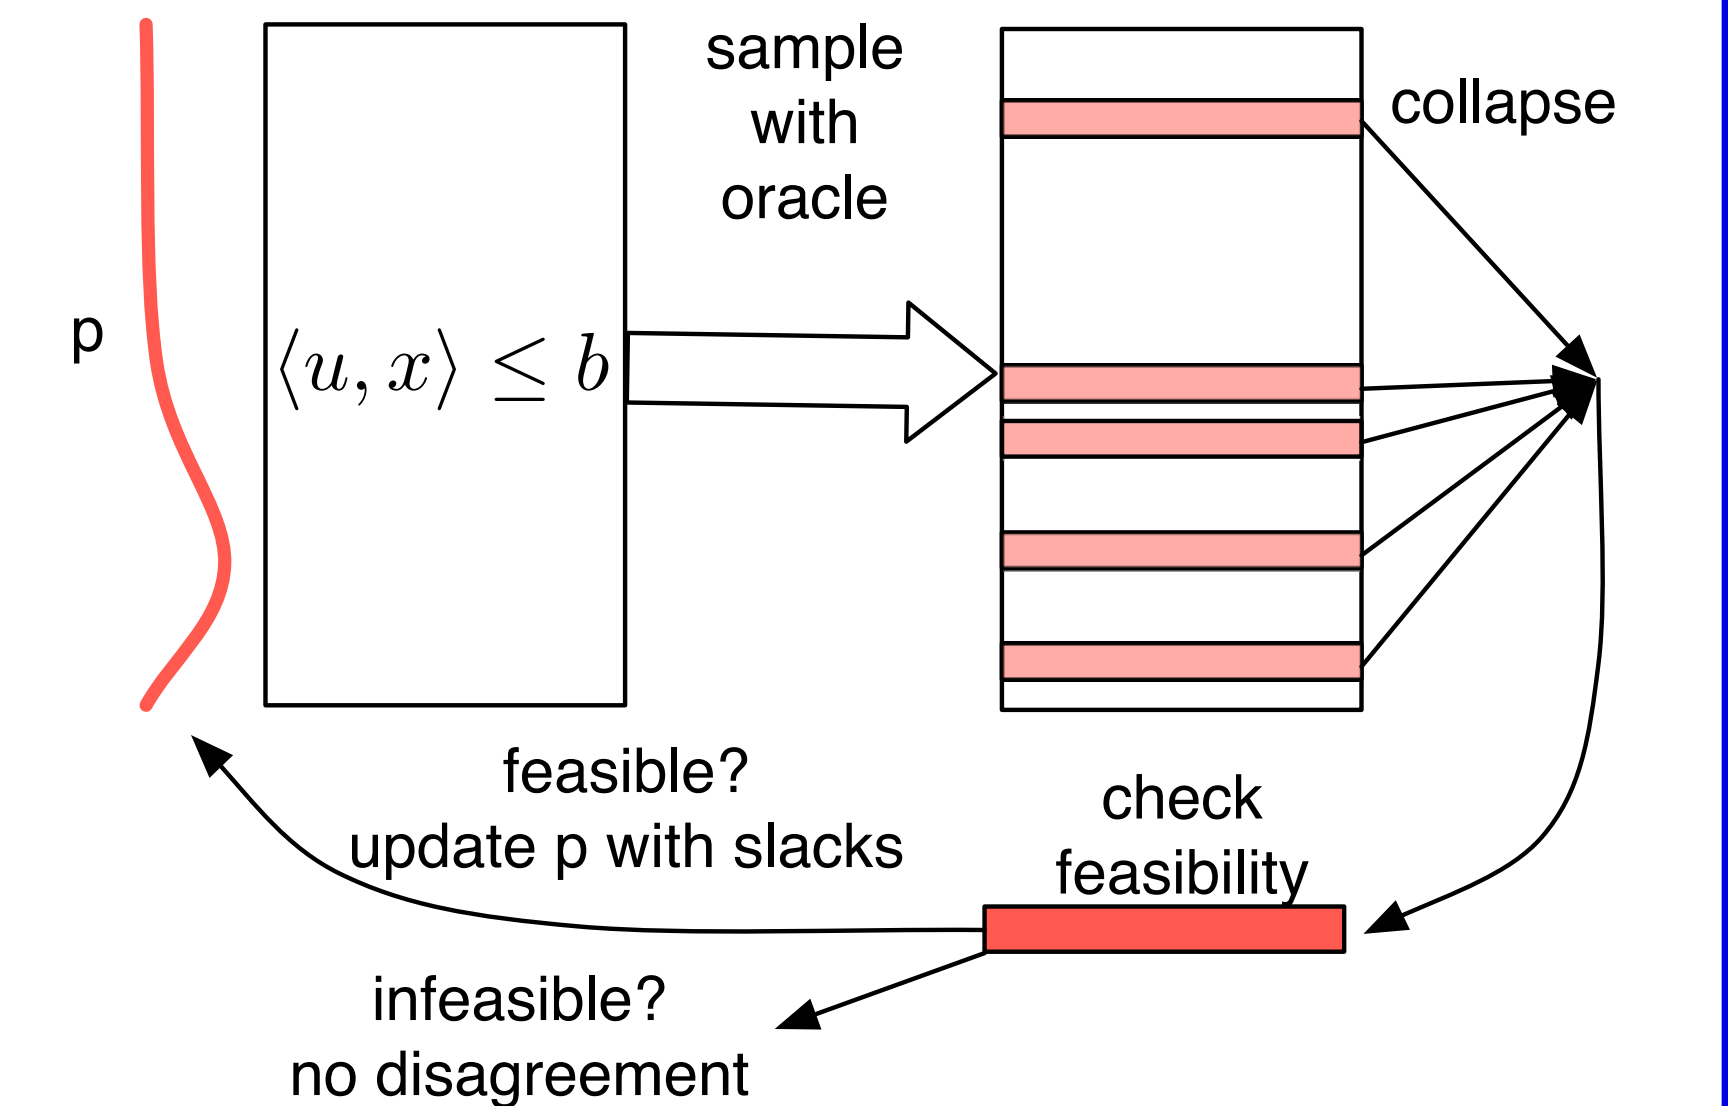 sample
with
oracle
collapse
p
⟨u, x⟩ ≤ b
feasible?
update p with slacks
check
feasibility
infeasible?
no disagreement